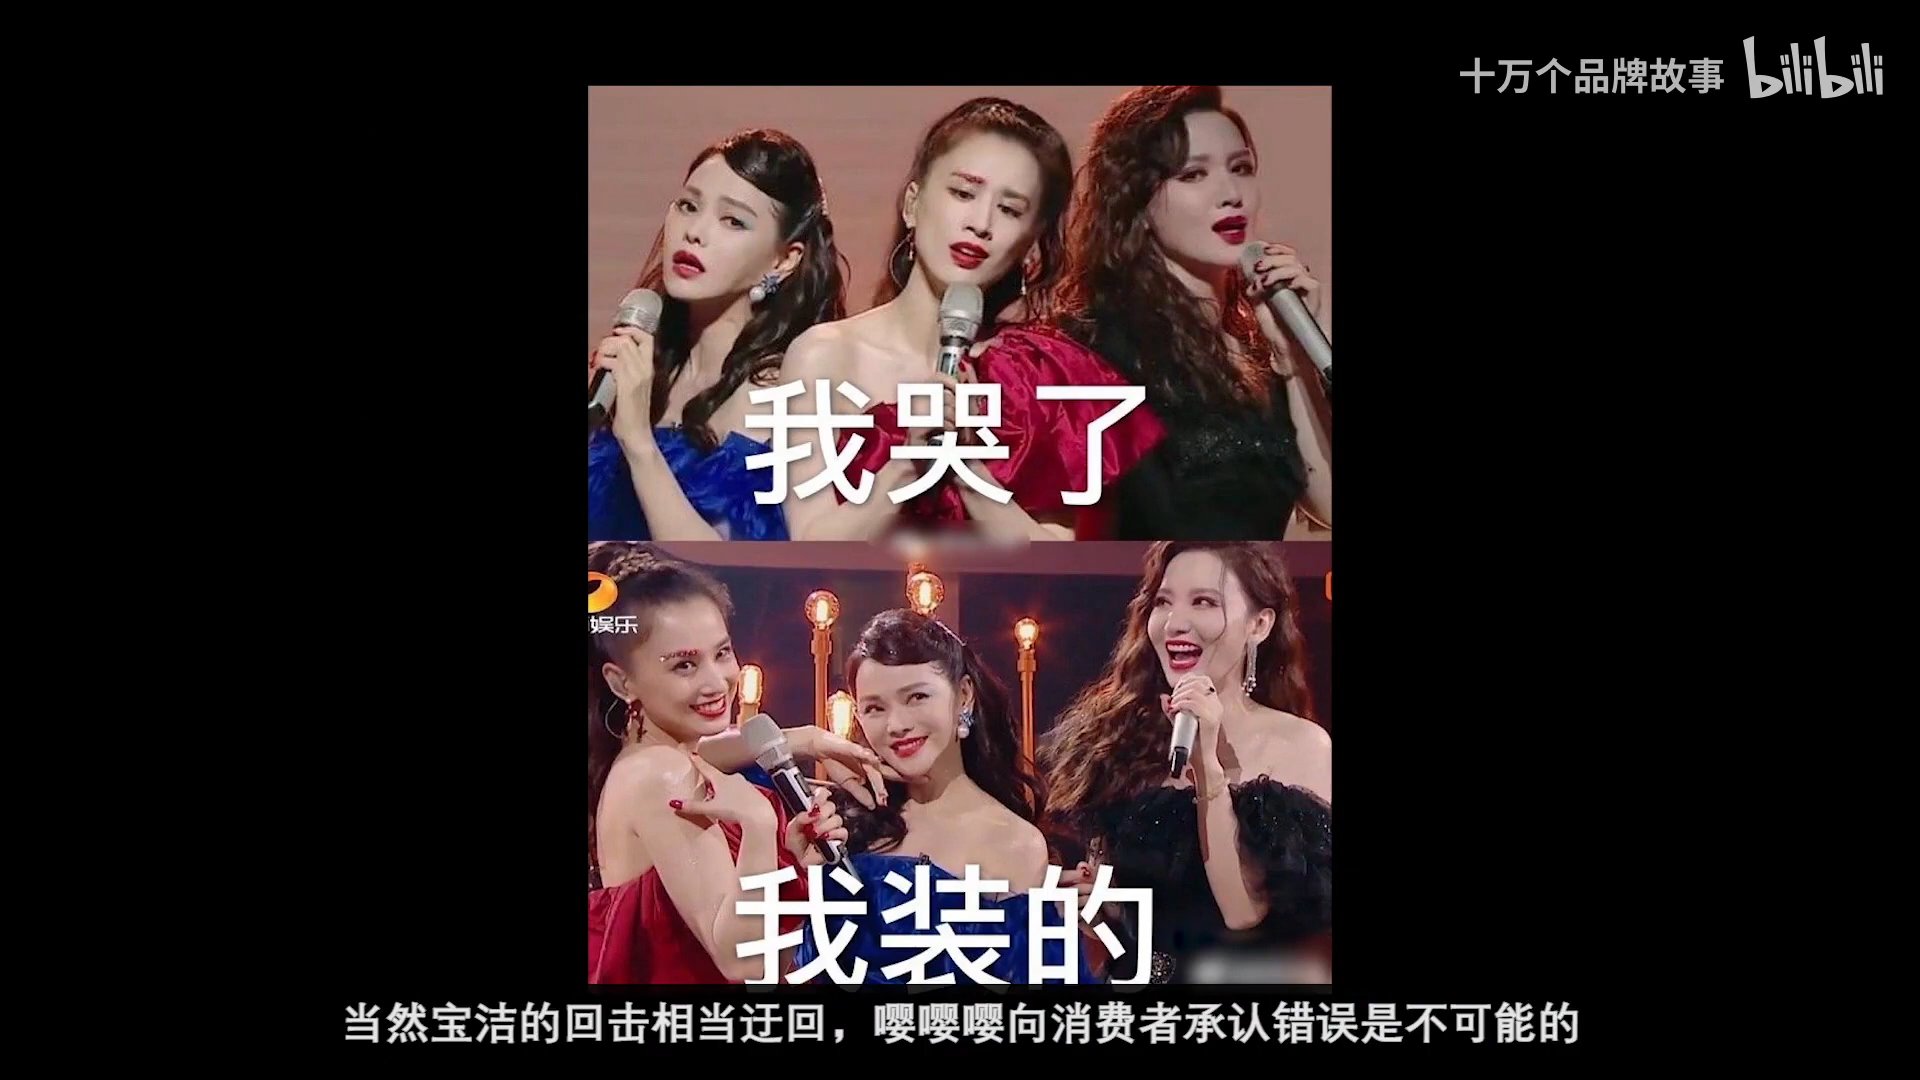 十万个品牌故事 bilibili
我哭了
娱乐
我装的
当然宝洁的回击相当迂回，嘤嘤嘤向消费者承认错误是不可能的